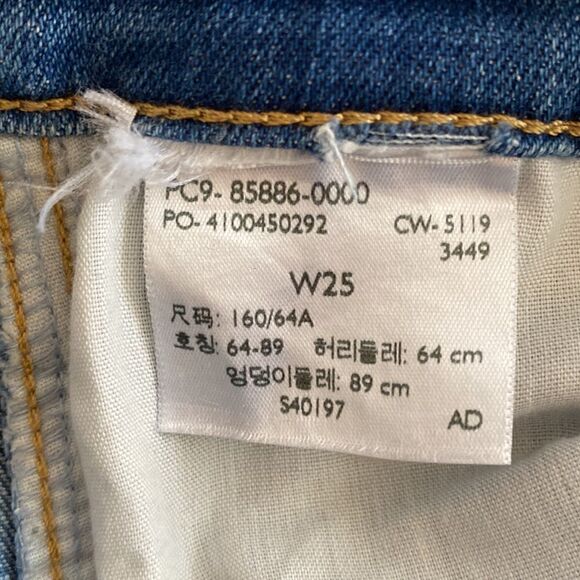 PC9- 85886-0000
PO- 4100450292 CW- 5119
3449
W25
尺码: 160/64A
호칭: 64-89 허리둘레: 64 cm
엉덩이둘레: 89 cm
S40197 AD